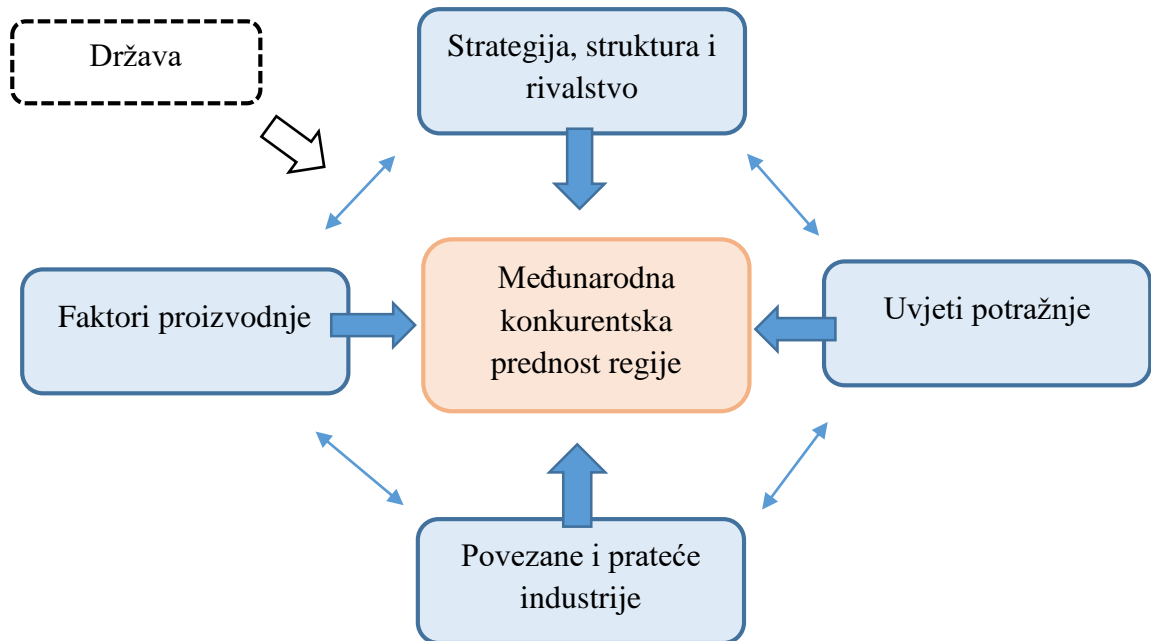 Država
Strategija, struktura i
rivalstvo
Faktori proizvodnje
Međunarodna
konkurentska
prednost regije
Uvjeti potražnje
Povezane i prateće
industrije